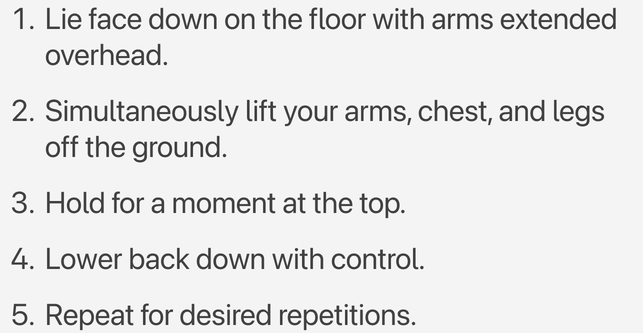 1. Lie face down on the floor with arms extended
overhead.
2. Simultaneously lift your arms, chest, and legs
off the ground.
3. Hold for a moment at the top.
4. Lower back down with control.
5. Repeat for desired repetitions.